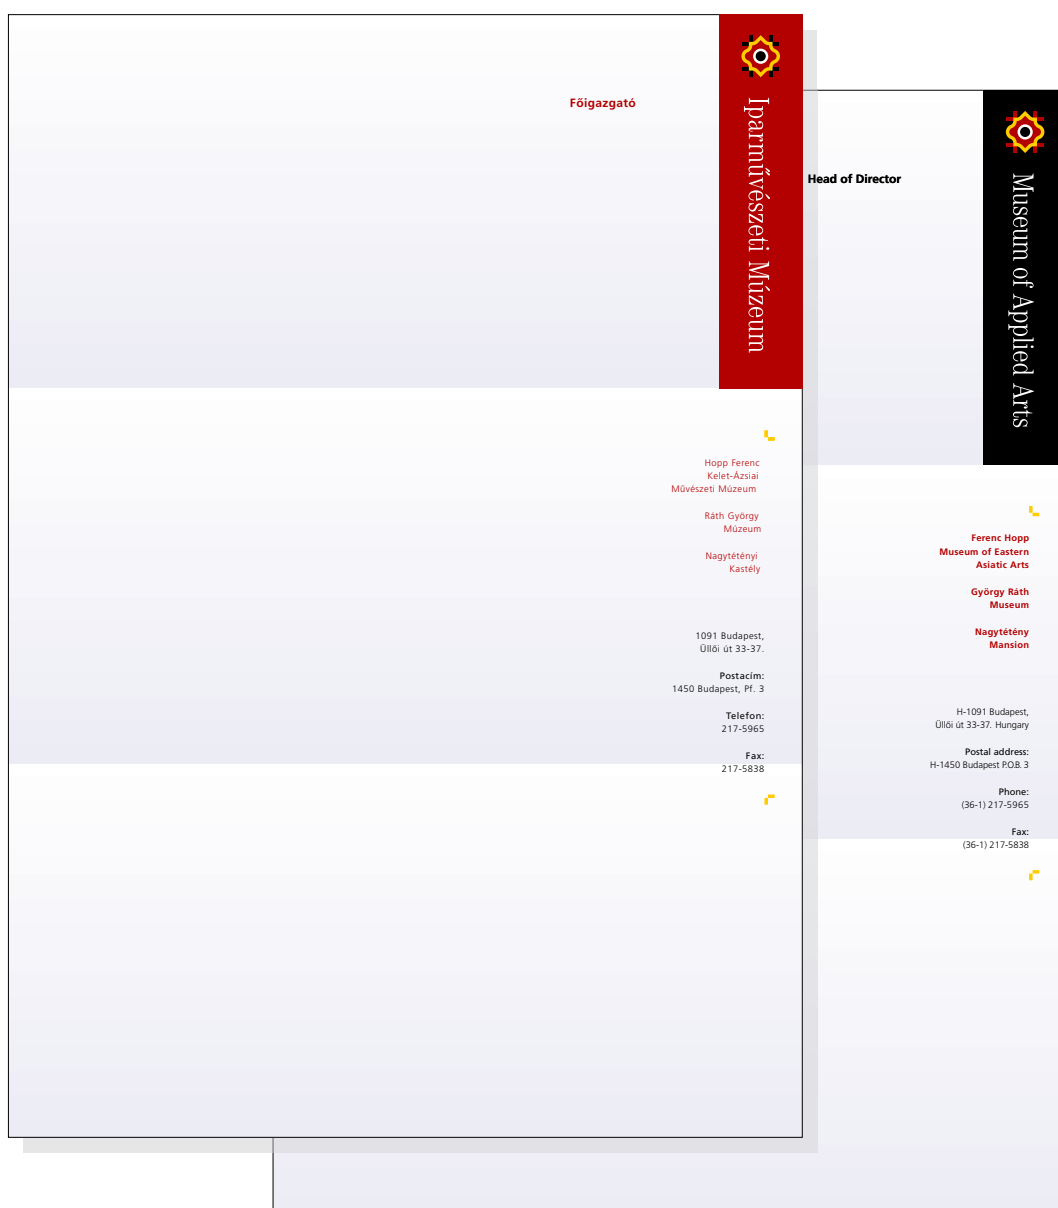 Főigazgató
Iparművészeti Múzeum
Hopp Ferenc
Kelet-Ázsiai
Művészeti Múzeum
Ráth György
Múzeum
Nagytétényi
Kastély
1091 Budapest,
Üllői út 33-37.
Postacím:
1450 Budapest, Pf. 3
Telefon:
217-5965
Fax:
217-5838
Head of Director
Museum of Applied Arts
Ferenc Hopp
Museum of Eastern
Asiatic Arts
György Ráth
Museum
Nagytétény
Mansion
H-1091 Budapest,
Üllői út 33-37. Hungary
Postal address:
H-1450 Budapest P.O.B. 3
Phone:
(36-1) 217-5965
Fax:
(36-1) 217-5838